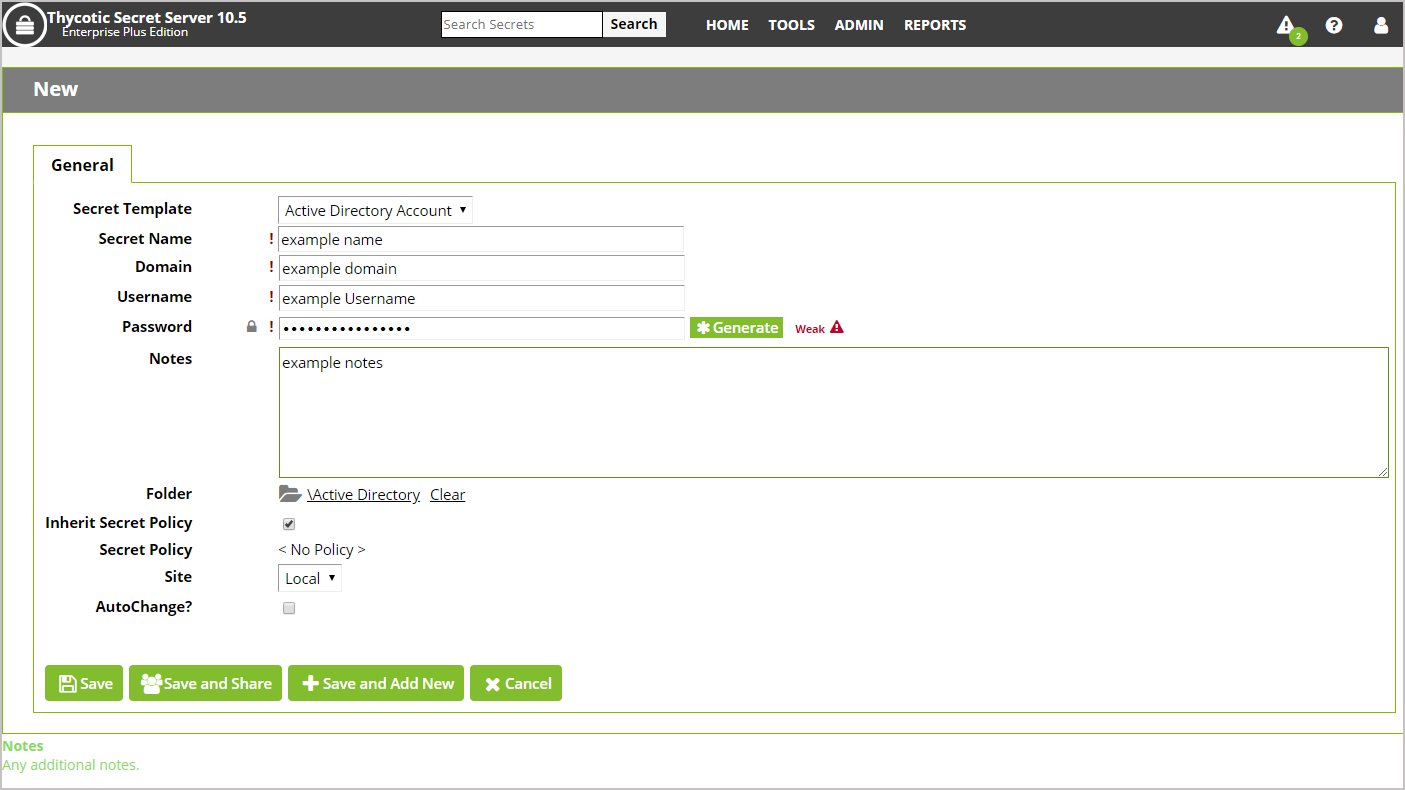 Thycotic Secret Server 10.5
Enterprise Plus Edition
Search Secrets
Search
HOME
TOOLS
ADMIN
REPORTS
2
New
General
Secret Template
Active Directory Account
Secret Name ! example name
Domain ! example domain
Username ! example Username
Password ! ••••••••••••••••
Generate
Weak
Notes
example notes
Folder \Active Directory Clear
Inherit Secret Policy
Secret Policy < No Policy >
Site Local
AutoChange?
Save
Save and Share
Save and Add New
Cancel
Notes
Any additional notes.